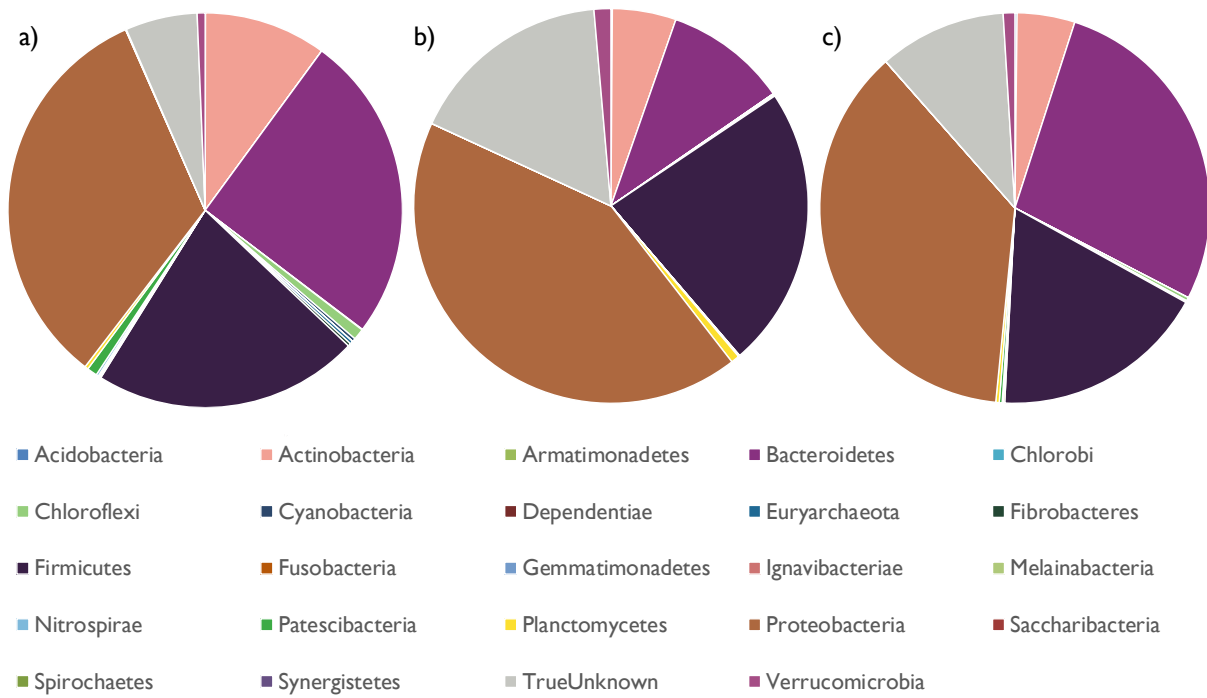 a) b) c)
Acidobacteria Actinobacteria Armatimonadetes Bacteroidetes Chlorobi
Chloroflexi Cyanobacteria Dependentiae Euryarchaeota Fibrobacteres
Firmicutes Fusobacteria Gemmatimonadetes Ignavibacteriae Melainabacteria
Nitrospirae Patescibacteria Planctomycetes Proteobacteria Saccharibacteria
Spirochaetes Synergistetes TrueUnknown Verrucomicrobia